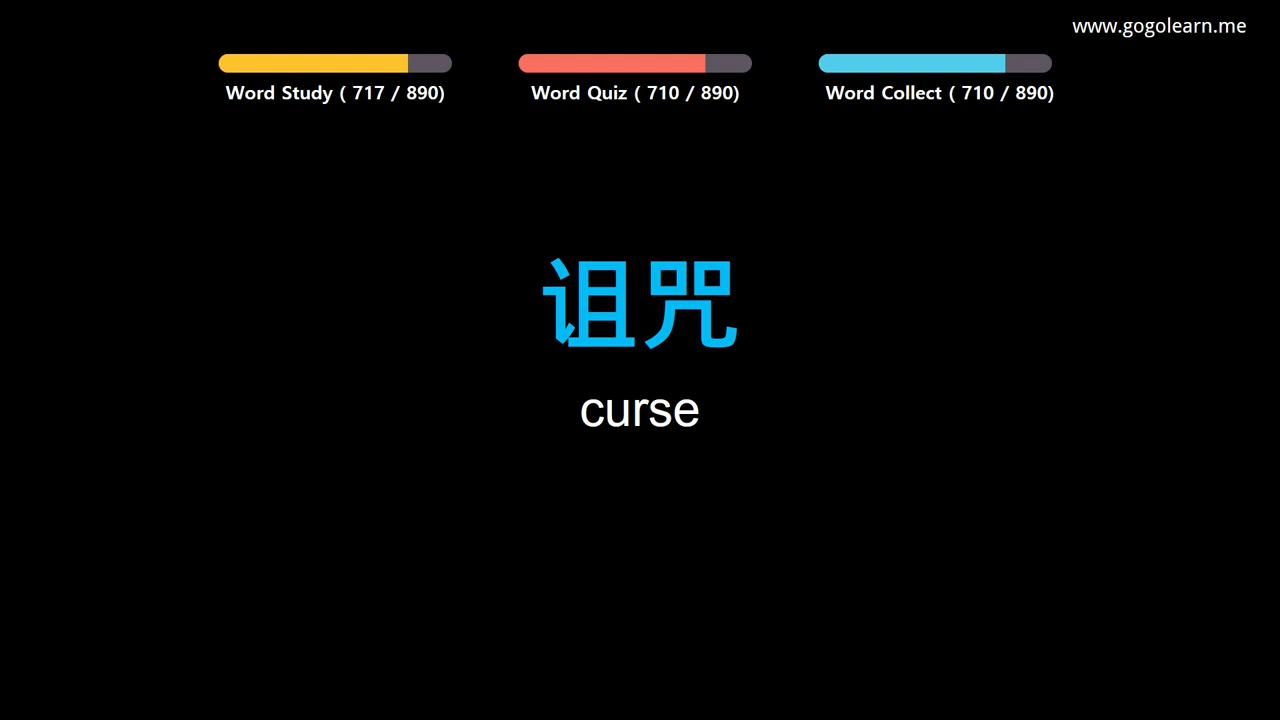 www.gogolearn.me
Word Study ( 717 / 890)
Word Quiz ( 710 / 890)
Word Collect ( 710 / 890)
诅咒
curse